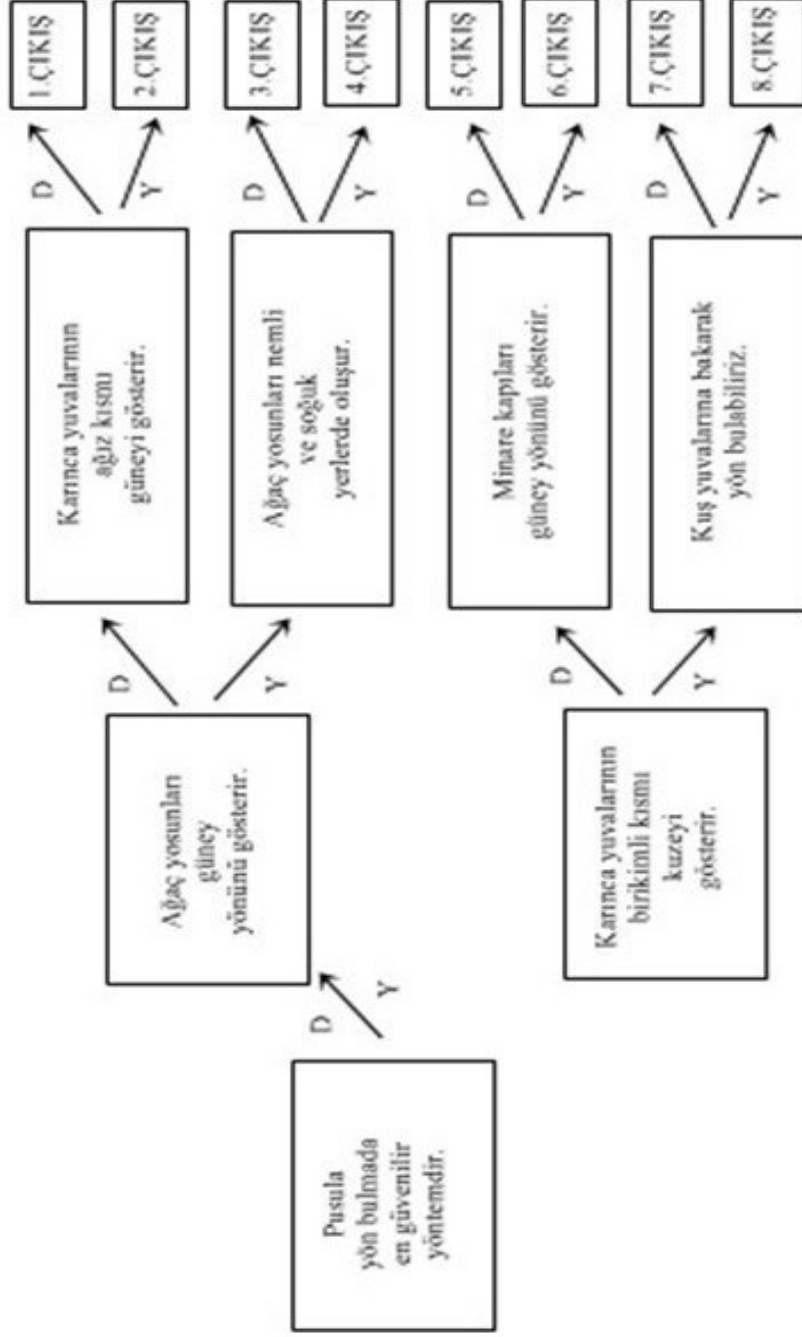 Pusula
yön bulmada
en güvenilir
yöntemdir.
D
Y
Ağaç yosunları
güney
yönünü gösterir.
D
Y
Karınca yuvalarının
birikimli kısmı
kuzeyi
gösterir.
D
Y
Karınca yuvalarının
ağız kısmı
güneyi gösterir.
D
Y
Ağaç yosunları nemli
ve soğuk
yerlerde oluşur.
D
Y
Minare kapıları
güney yönünü gösterir.
D
Y
Kuş yuvalarına bakarak
yön bulabiliriz.
D
Y
1.ÇIKIŞ
2.ÇIKIŞ
3.ÇIKIŞ
4.ÇIKIŞ
5.ÇIKIŞ
6.ÇIKIŞ
7.ÇIKIŞ
8.ÇIKIŞ